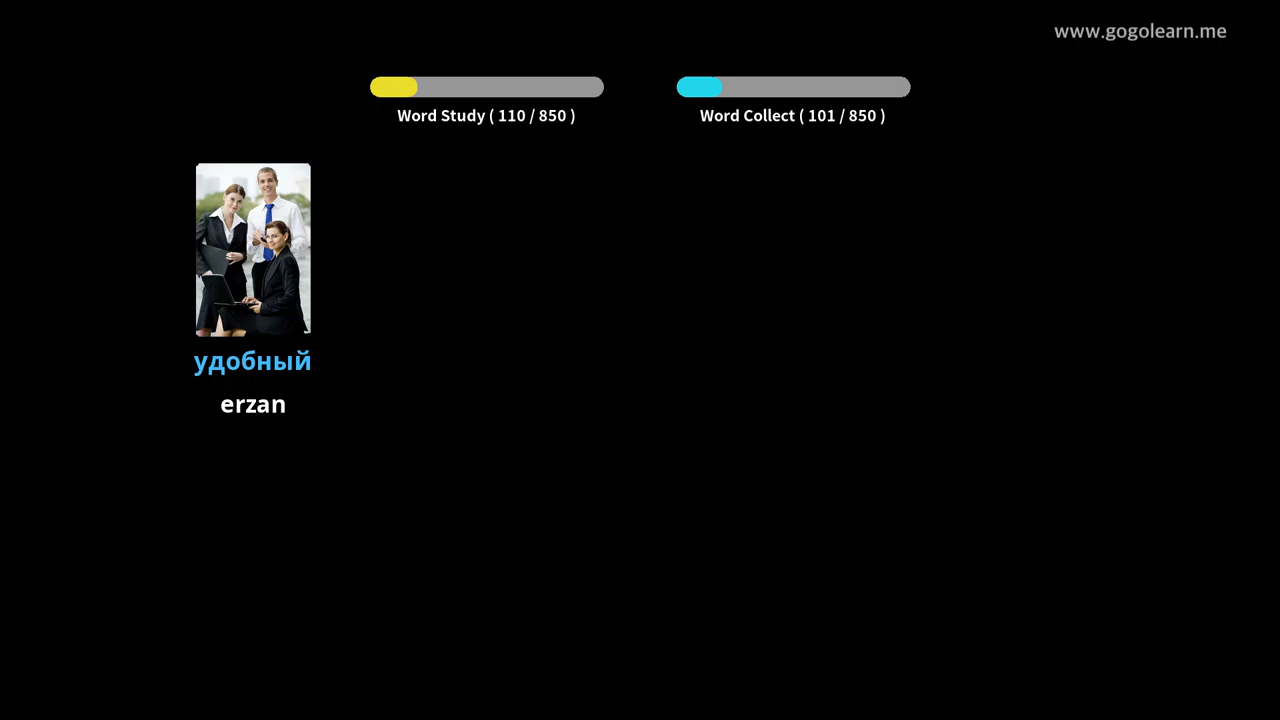 www.gogolearn.me
Word Study ( 110 / 850 )
Word Collect ( 101 / 850 )
удобный
erzan